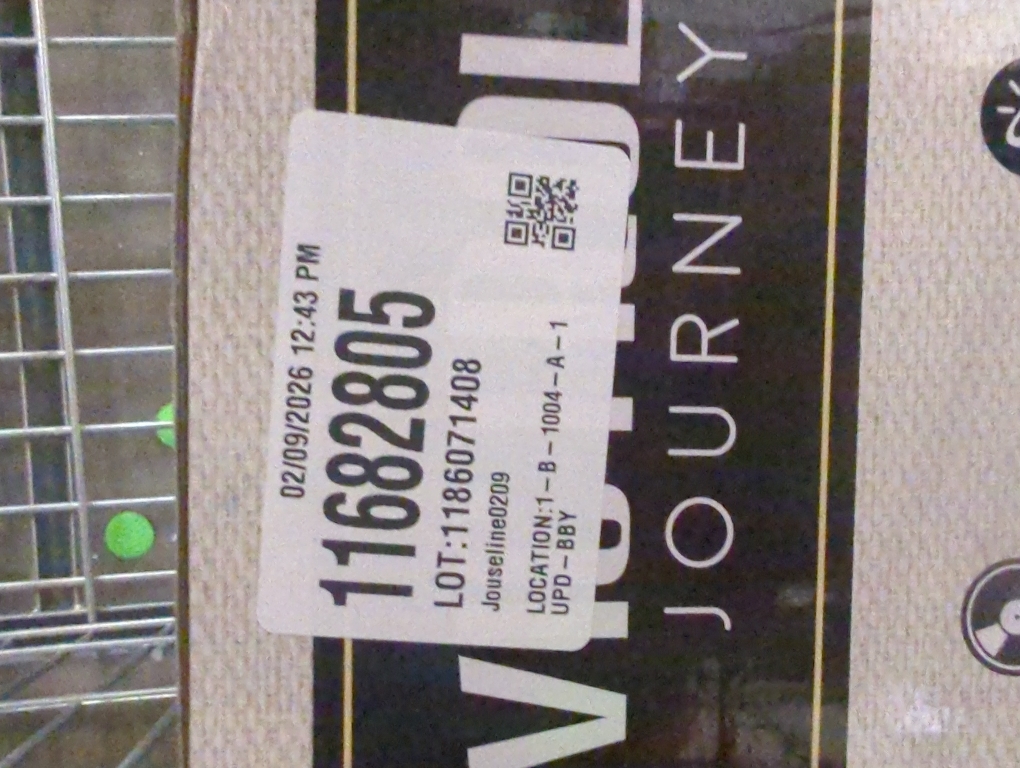 02/09/2026 12:43 PM
11682805
LOT:1186071408
Jouseline0209
LOCATION:1-B-1004-A-1
UPD-BBY
JOURNEY